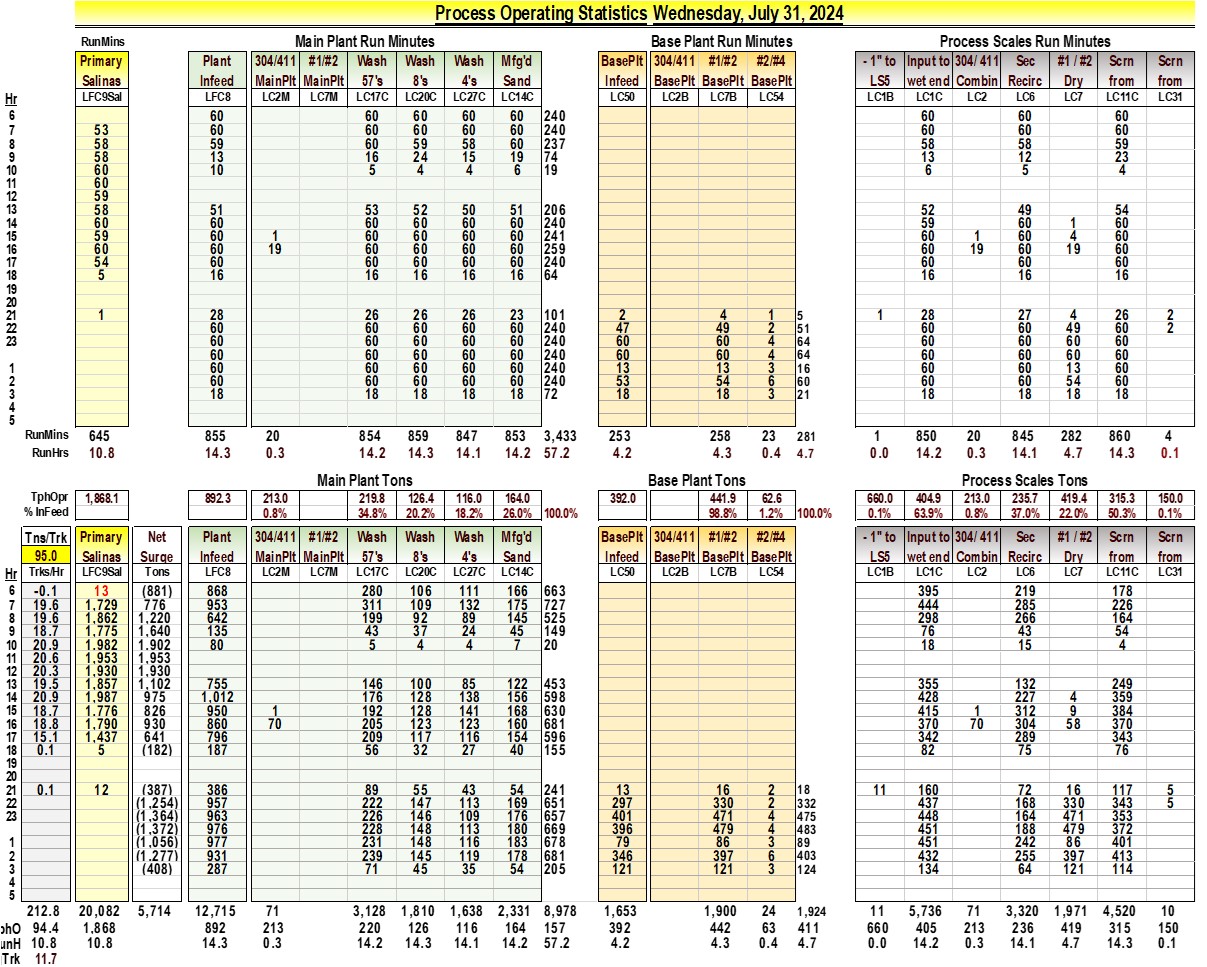 Process Operating Statistics Wednesday, July 31, 2024
RunMins Main Plant Run Minutes Base Plant Run Minutes Process Scales Run Minutes
Primary Plant 304/411 #1/#2 Wash Wash Wash Mfg'd BasePlt 304/411 #1/#2 #2/#4 - 1" to Input to 304/ 411 Sec #1 / #2 Scrn Scrn
Salinas Infeed MainPlt MainPlt 57's 8's 4's Sand Infeed BasePlt BasePlt BasePlt LS5 wet end Combin Recirc Dry from from
Hr LFC9Sal LFC8 LC2M LC7M LC17C LC20C LC27C LC14C LC50 LC2B LC7B LC54 LC1B LC1C LC2 LC6 LC7 LC11C LC31
6 60 60 60 60 60 240 60 60 60
7 53 60 60 60 60 60 240 60 60 60
8 58 59 60 59 58 60 237 58 58 59
9 58 13 16 24 15 19 74 13 12 23
10 60 10 5 4 4 6 19 6 5 4
11 60
12 59
13 58 51 53 52 50 51 206 52 49 54
14 60 60 60 60 60 60 240 59 60 1 60
15 59 60 1 60 60 60 60 241 60 1 60 4 60
16 60 60 19 60 60 60 60 259 60 19 60 19 60
17 54 60 60 60 60 60 240 60 60 60
18 5 16 16 16 16 16 64 16 16 16
19
20
21 1 28 26 26 26 23 101 2 4 1 5 1 28 27 4 26 2
22 60 60 60 60 60 240 47 49 2 51 60 60 49 60 2
23 60 60 60 60 60 240 60 60 4 64 60 60 60 60
60 60 60 60 60 240 60 60 4 64 60 60 60 60
1 60 60 60 60 60 240 13 13 3 16 60 60 13 60
2 60 60 60 60 60 240 53 54 6 60 60 60 54 60
3 18 18 18 18 18 72 18 18 3 21 18 18 18 18
4
5
RunMins 645 855 20 854 859 847 853 3,433 253 258 23 281 1 850 20 845 282 860 4
RunHrs 10.8 14.3 0.3 14.2 14.3 14.1 14.2 57.2 4.2 4.3 0.4 4.7 0.0 14.2 0.3 14.1 4.7 14.3 0.1
Main Plant Tons Base Plant Tons Process Scales Tons
TphOpr 1,868.1 892.3 213.0 219.8 126.4 116.0 164.0 392.0 441.9 62.6 660.0 404.9 213.0 235.7 419.4 315.3 150.0
% InFeed 0.8% 34.8% 20.2% 18.2% 26.0% 100.0% 98.8% 1.2% 100.0% 0.1% 63.9% 0.8% 37.0% 22.0% 50.3% 0.1%
Tns/Trk Primary Net Plant 304/411 #1/#2 Wash Wash Wash Mfg'd BasePlt 304/411 #1/#2 #2/#4 - 1" to Input to 304/ 411 Sec #1 / #2 Scrn Scrn
95.0 Salinas Surge Infeed MainPlt MainPlt 57's 8's 4's Sand Infeed BasePlt BasePlt BasePlt LS5 wet end Combin Recirc Dry from from
Hr Trks/Hr LFC9Sal Tons LFC8 LC2M LC7M LC17C LC20C LC27C LC14C LC50 LC2B LC7B LC54 LC1B LC1C LC2 LC6 LC7 LC11C LC31
6 -0.1 13 (881) 868 280 106 111 166 663 395 219 178
7 19.6 1,729 776 953 311 109 132 175 727 444 285 226
8 19.6 1,862 1,220 642 199 92 89 145 525 298 266 164
9 18.7 1,775 1,640 135 43 37 24 45 149 76 43 54
10 20.9 1,982 1,902 80 5 4 4 7 20 18 15 4
11 20.6 1,953 1,953
12 20.3 1,930 1,930
13 19.5 1,857 1,102 755 146 100 85 122 453 355 132 249
14 20.9 1,987 975 1,012 176 128 138 156 598 428 227 4 359
15 18.7 1,776 826 950 1 192 128 141 168 630 415 1 312 9 384
16 18.8 1,790 930 860 70 205 123 123 160 681 370 70 304 58 370
17 15.1 1,437 641 796 209 117 116 154 596 342 289 343
18 0.1 5 (182) 187 56 32 27 40 155 82 75 76
19
20
21 0.1 12 (387) 386 89 55 43 54 241 13 16 2 18 11 160 72 16 117 5
22 (1,254) 957 222 147 113 169 651 297 330 2 332 437 168 330 343 5
23 (1,364) 963 226 146 109 176 657 401 471 4 475 448 164 471 353
(1,372) 976 228 148 113 180 669 396 479 4 483 451 188 479 372
1 (1,056) 977 231 148 116 183 678 79 86 3 89 451 242 86 401
2 (1,277) 931 239 145 119 178 681 346 397 6 403 432 255 397 413
3 (408) 287 71 45 35 54 205 121 121 3 124 134 64 121 114
4
5
212.8 20,082 5,714 12,715 71 3,128 1,810 1,638 2,331 8,978 1,653 1,900 24 1,924 11 5,736 71 3,320 1,971 4,520 10
phO 94.4 1,868 892 213 220 126 116 164 157 392 442 63 411 660 405 213 236 419 315 150
unH 10.8 10.8 14.3 0.3 14.2 14.3 14.1 14.2 57.2 4.2 4.3 0.4 4.7 0.0 14.2 0.3 14.1 4.7 14.3 0.1
Trk 11.7